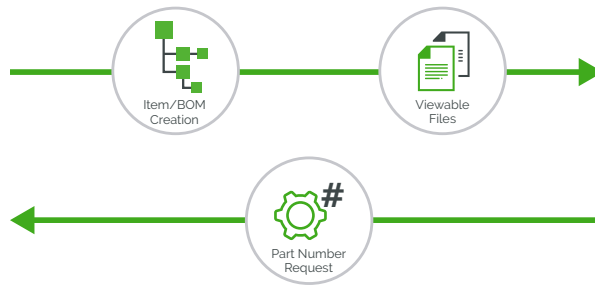 Item/BOM
Creation
Viewable
Files
#
Part Number
Request